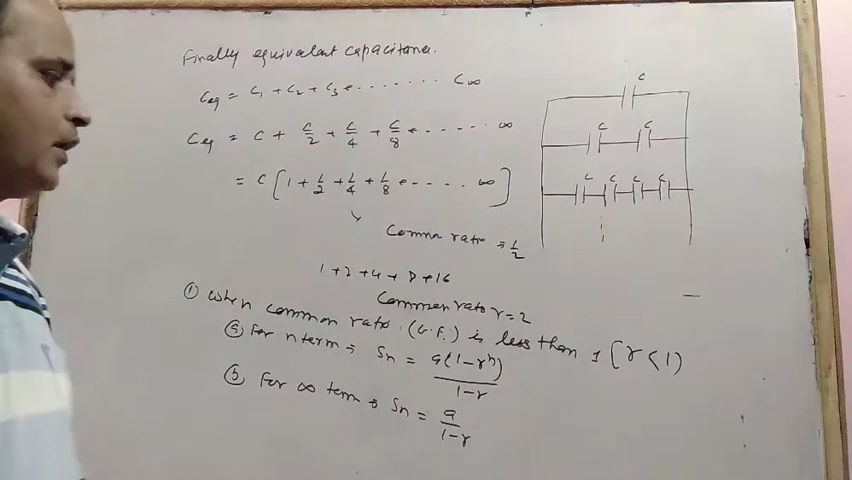 Finally equivalent capacitance.
Ceq = C1 + C2 + C3 + ........ C∞
Ceq = C + C/2 + C/4 + C/8 + ...... ∞
= C [1 + 1/2 + 1/4 + 1/8 + ..... ∞]
Common ratio = 1/2
1 + 2 + 4 + 8 + 16
Common ratio r = 2
① When common ratio (G.P.) is less than 1 [r < 1)
ⓐ For n term → Sn = a(1-r^n)/1-r
ⓑ For ∞ term → Sn = a/1-r
C
C C
C C C C